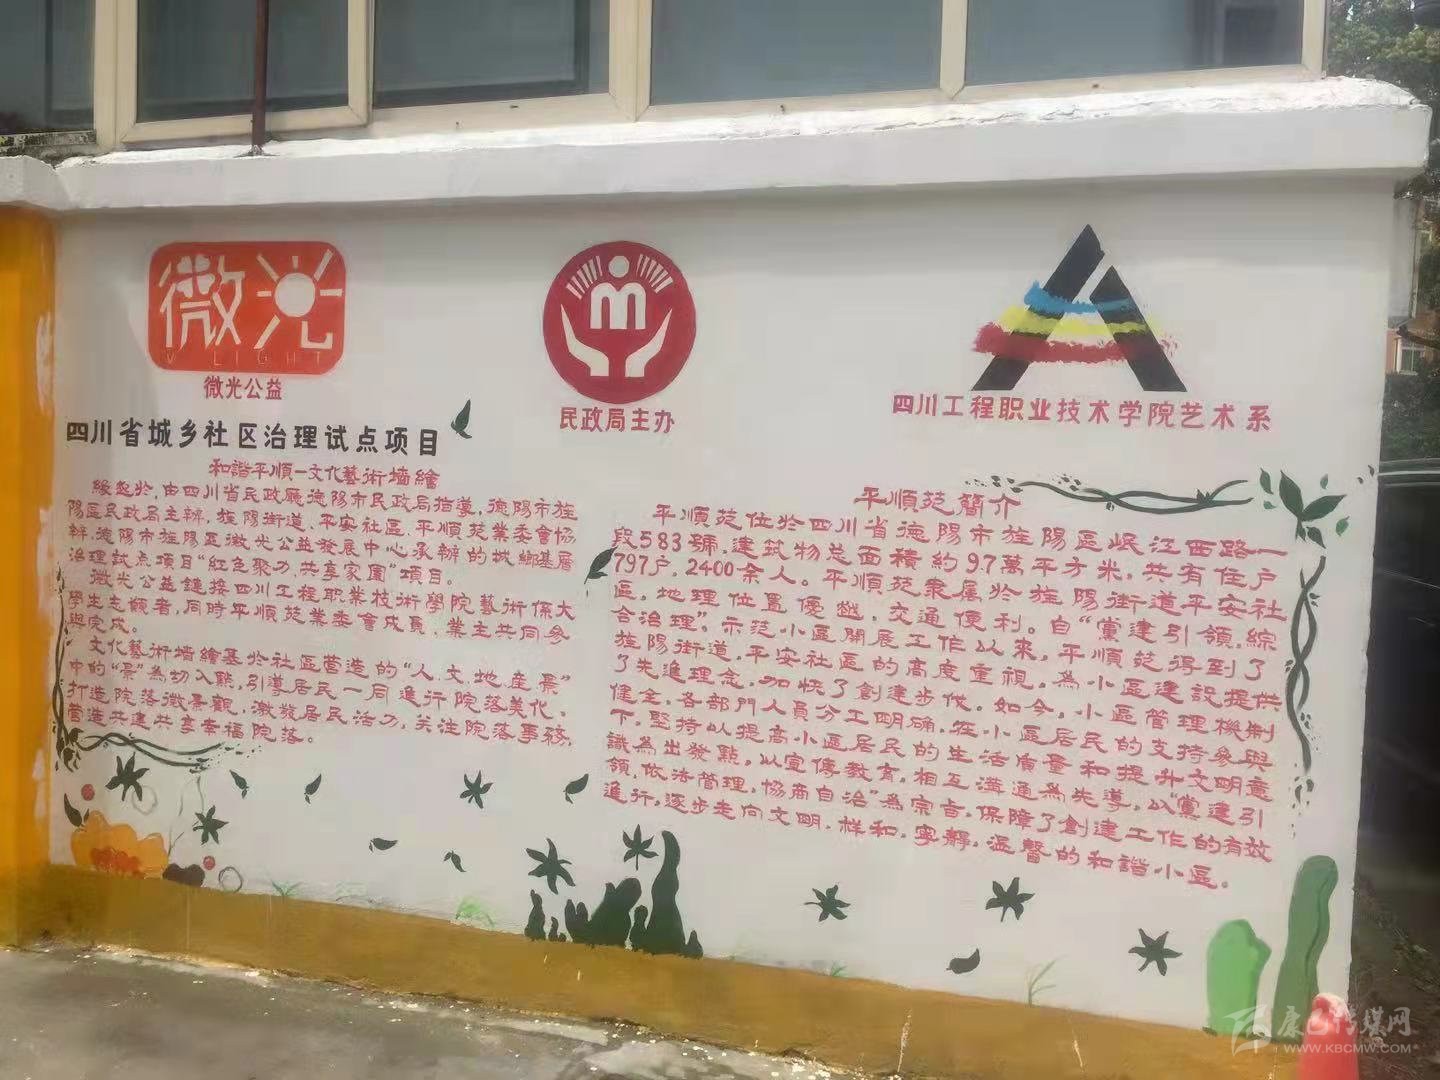 微光
V LIGHT
微光公益
民政局主办
四川工程职业技术学院艺术系
四川省城乡社区治理试点项目
和諧平順一文化藝術墙繪
緣起於,由四川省民政廳德陽市民政局指導,德陽市旌
陽區民政局主辦,旌陽街道、平安社區、平順苑業委會協
辦,德陽市旌陽區微光公益發展中心承辦的城鄉基層
治理試点項目“紅色聚力,共享家園”項目。
微光公益鏈接四川工程職業技術學院藝術係大
學生志願者,同時平順苑業委會成員、業主共同參
與完成。
文化藝術墙繪基於社區营造的“人、文、地、產、景”
中的“景”為切入點,引導居民一同進行院落美化、
打造院落微景觀,激發居民活力,关注院落事務,
营造共建共享幸福院落。
平順苑簡介
平順苑位於四川省德陽市旌陽區岷江西路一
段583號,建筑物总面積約97萬平方米,共有住户
797户,2400余人。平順苑隶属於旌陽街道平安社
區,地理位置優越,交通便利。自“黨建引領,綜
合治理”,示范小區開展工作以來,平順苑得到了
旌陽街道,平安社區的高度重視,為小區建設提供
了先進理念,加快了創建步伐。如今,小區管理機制
健全,各部門人員分工明确,在小區居民的支持參與
下,堅持以提高小區居民的生活质量和提升文明意
識為出發點,以宣傳教育,相互溝通為先導,以“黨建引
領,依法管理,協商自治”為宗旨,保障了創建工作的有效
進行,逐步走向文明,祥和,寧静,温馨的和諧小區。
康巴传媒网
WWW.KBCMW.COM